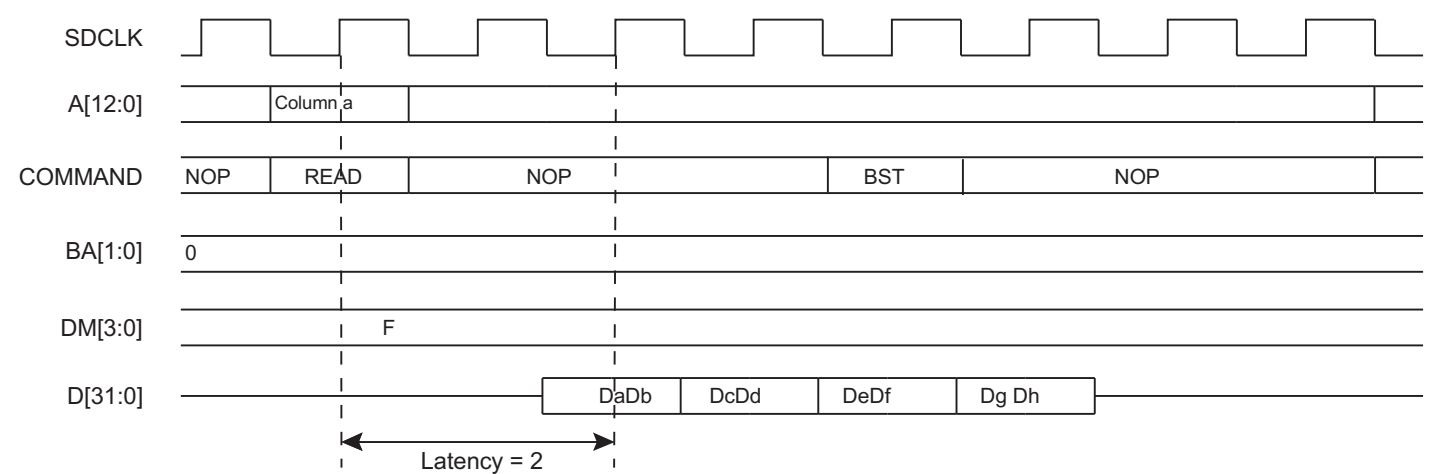 SDCLK
A[12:0] Column a
COMMAND NOP READ NOP BST NOP
BA[1:0] 0
DM[3:0] F
D[31:0] DaDb DcDd DeDf Dg Dh
Latency = 2